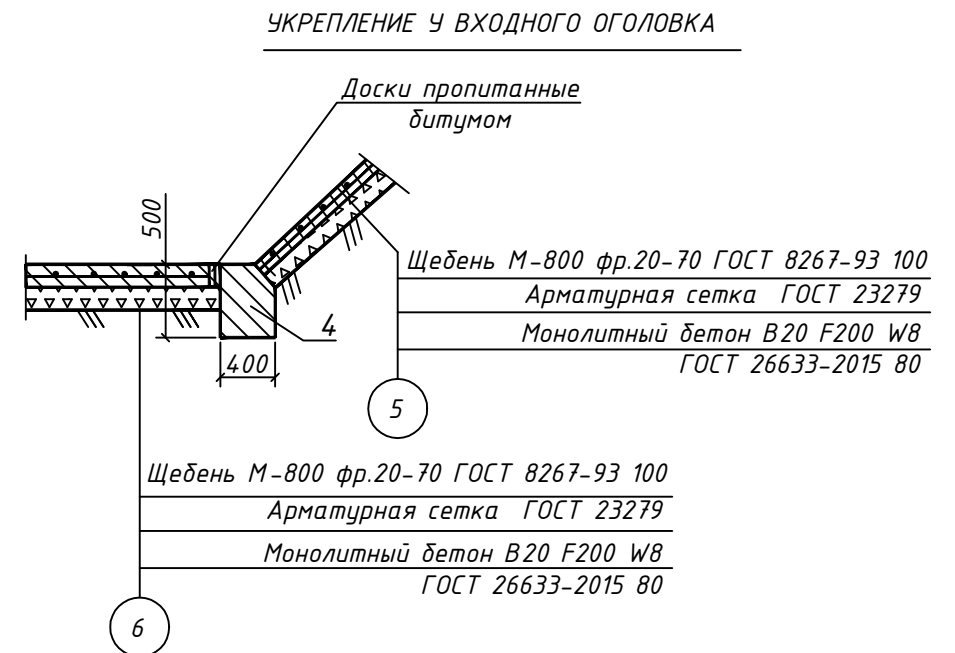 УКРЕПЛЕНИЕ У ВХОДНОГО ОГОЛОВКА
Доски пропитанные
битумом
500
Щебень М-800 фр.20-70 ГОСТ 8267-93 100
Арматурная сетка ГОСТ 23279
Монолитный бетон В20 F200 W8
ГОСТ 26633-2015 80
4
400
5
Щебень М-800 фр.20-70 ГОСТ 8267-93 100
Арматурная сетка ГОСТ 23279
Монолитный бетон В20 F200 W8
ГОСТ 26633-2015 80
6